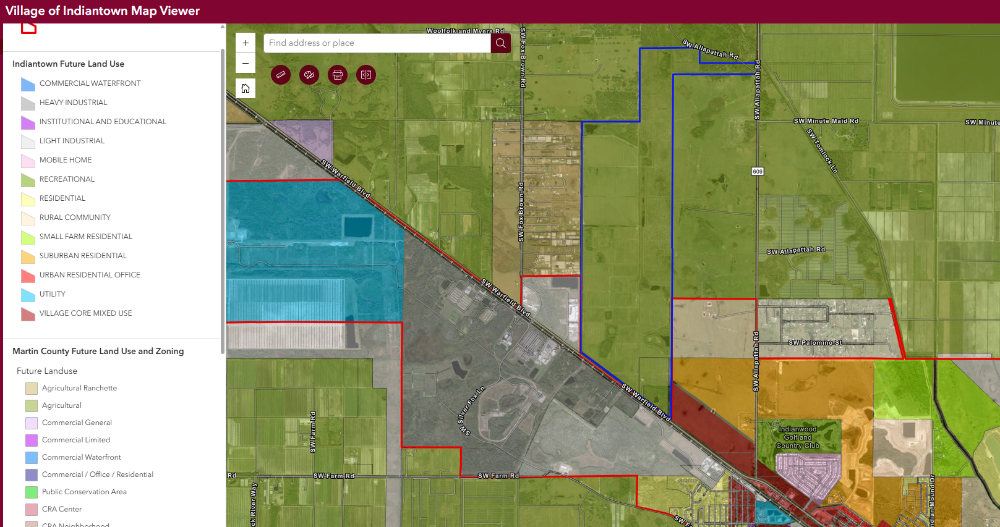 Village of Indiantown Map Viewer
Indiantown Future Land Use
COMMERCIAL WATERFRONT
HEAVY INDUSTRIAL
INSTITUTIONAL AND EDUCATIONAL
LIGHT INDUSTRIAL
MOBILE HOME
RECREATIONAL
RESIDENTIAL
RURAL COMMUNITY
SMALL FARM RESIDENTIAL
SUBURBAN RESIDENTIAL
URBAN RESIDENTIAL OFFICE
UTILITY
VILLAGE CORE MIXED USE
Martin County Future Land Use and Zoning
Future Landuse
Agricultural Ranchette
Agricultural
Commercial General
Commercial Limited
Commercial Waterfront
Commercial / Office / Residential
Public Conservation Area
CRA Center
CRA Neighborhood
+
Find address or place
−
Woolfolk and Myers Rd
SW Fox Brown Rd
SW Allapattah Rd
SW Allapattah Rd
SW Minute Maid Rd
SW Minute
SW Tomlock Ln
609
SW Warfield Blvd
SW Fox Brown Rd
SW Allapattah Rd
SW Warfield Blvd
SW Palomino St
SW Allapattah Rd
SW Warfield Blvd
SW Silver Fox Ln
SW Farm Rd
Indianwood
Golf and
Country Club
Rd
SW Farm Rd
SW Farm Rd
ck River Way
SW F
ndian Mound Dr